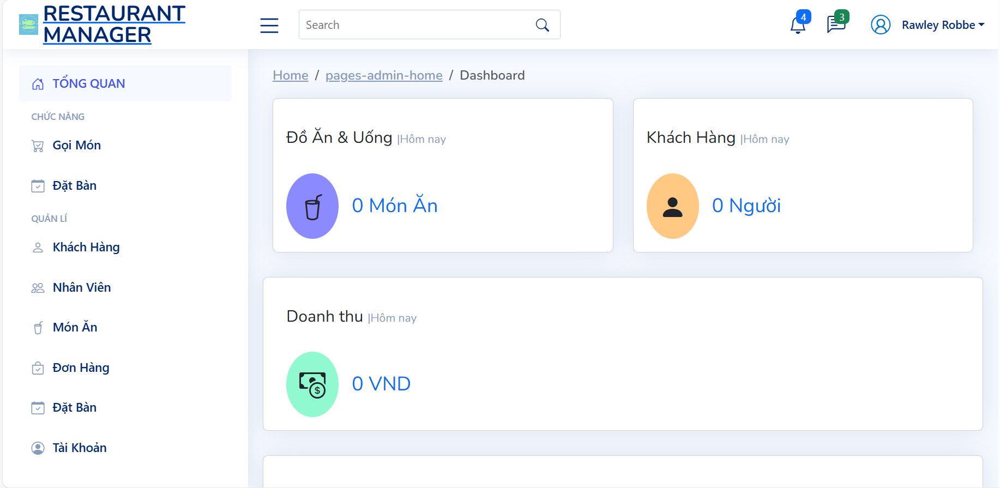 RESTAURANT
MANAGER
Search
4
3
Rawley Robbe
TỔNG QUAN
CHỨC NĂNG
Gọi Món
Đặt Bàn
QUẢN LÍ
Khách Hàng
Nhân Viên
Món Ăn
Đơn Hàng
Đặt Bàn
Tài Khoản
Home / pages-admin-home / Dashboard
Đồ Ăn & Uống |Hôm nay
0 Món Ăn
Khách Hàng |Hôm nay
0 Người
Doanh thu |Hôm nay
$
0 VND